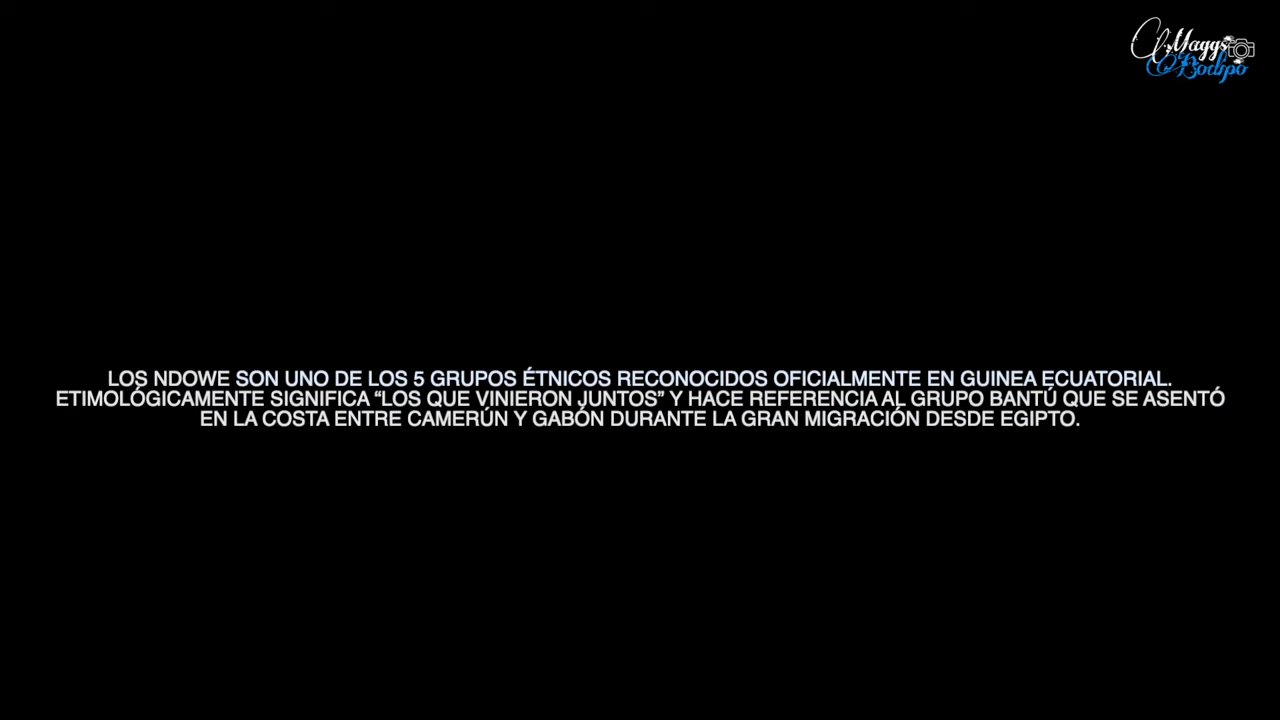 Maggs
Bodipo
LOS NDOWE SON UNO DE LOS 5 GRUPOS ÉTNICOS RECONOCIDOS OFICIALMENTE EN GUINEA ECUATORIAL.
ETIMOLÓGICAMENTE SIGNIFICA “LOS QUE VINIERON JUNTOS” Y HACE REFERENCIA AL GRUPO BANTÚ QUE SE ASENTÓ
EN LA COSTA ENTRE CAMERÚN Y GABÓN DURANTE LA GRAN MIGRACIÓN DESDE EGIPTO.